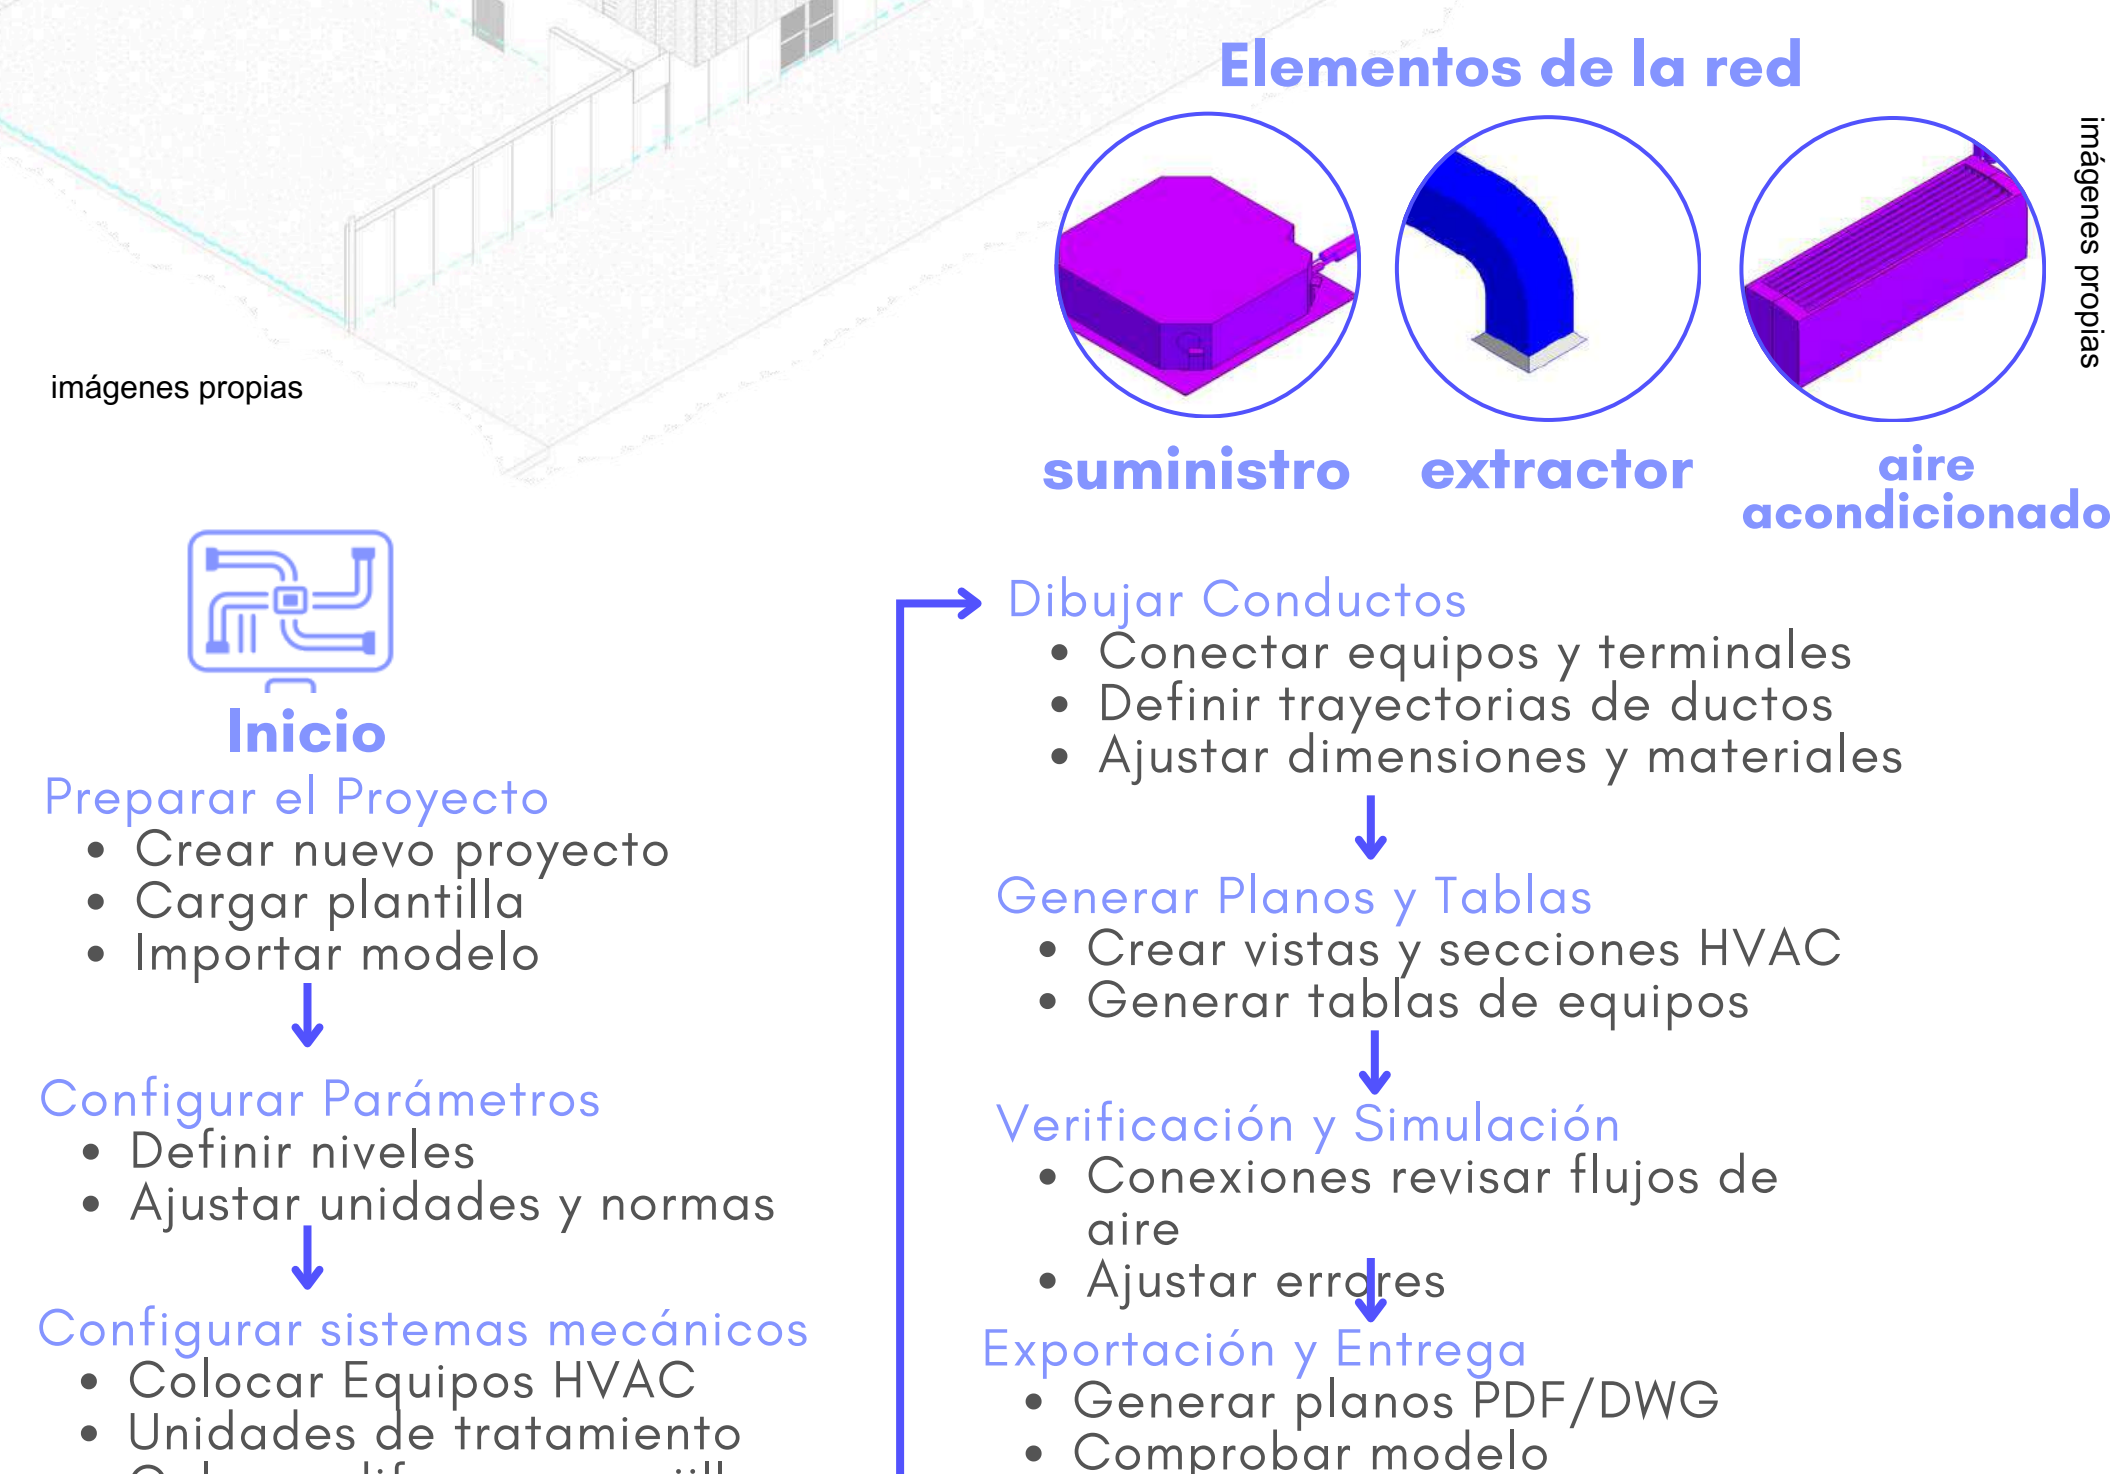 Elementos de la red
imágenes propias
imágenes propias
suministro
extractor
aire
acondicionado
Inicio
Preparar el Proyecto
• Crear nuevo proyecto
• Cargar plantilla
• Importar modelo
Configurar Parámetros
• Definir niveles
• Ajustar unidades y normas
Configurar sistemas mecánicos
• Colocar Equipos HVAC
• Unidades de tratamiento
Dibujar Conductos
• Conectar equipos y terminales
• Definir trayectorias de ductos
• Ajustar dimensiones y materiales
Generar Planos y Tablas
• Crear vistas y secciones HVAC
• Generar tablas de equipos
Verificación y Simulación
• Conexiones revisar flujos de
aire
• Ajustar errores
Exportación y Entrega
• Generar planos PDF/DWG
• Comprobar modelo